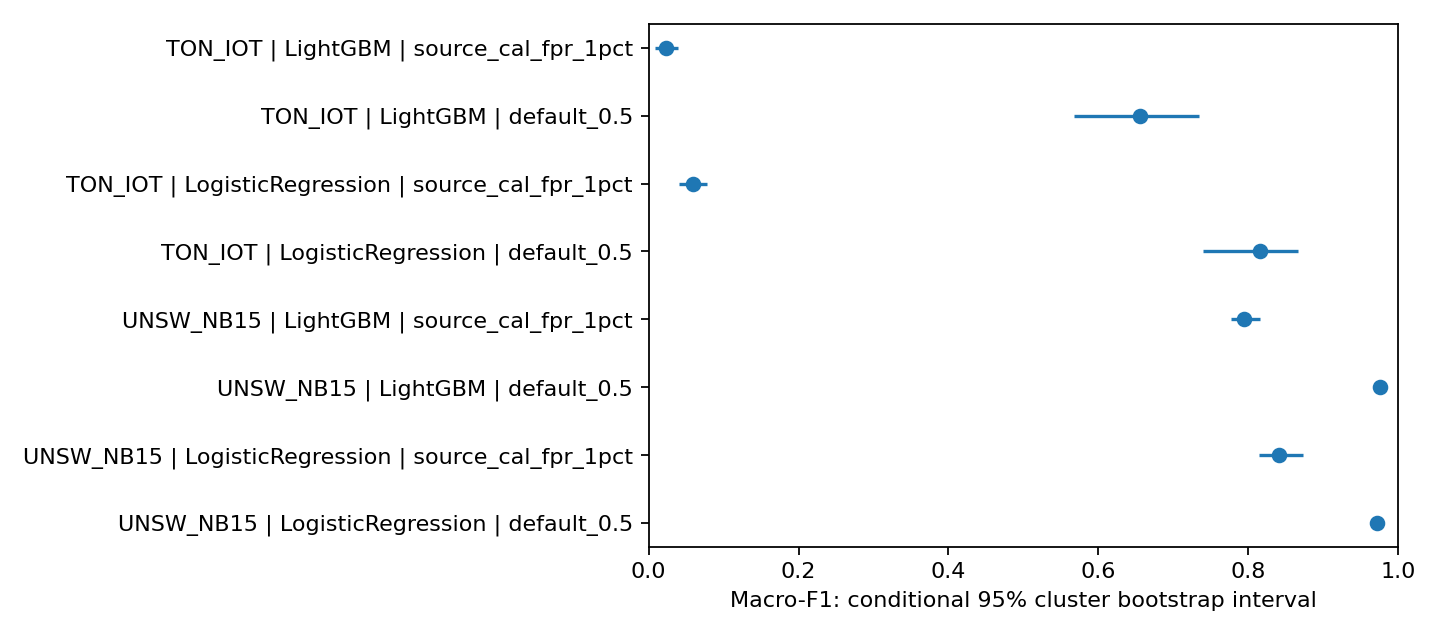 TON_IOT | LightGBM | source_cal_fpr_1pct
TON_IOT | LightGBM | default_0.5
TON_IOT | LogisticRegression | source_cal_fpr_1pct
TON_IOT | LogisticRegression | default_0.5
UNSW_NB15 | LightGBM | source_cal_fpr_1pct
UNSW_NB15 | LightGBM | default_0.5
UNSW_NB15 | LogisticRegression | source_cal_fpr_1pct
UNSW_NB15 | LogisticRegression | default_0.5
0.0 0.2 0.4 0.6 0.8 1.0
Macro-F1: conditional 95% cluster bootstrap interval